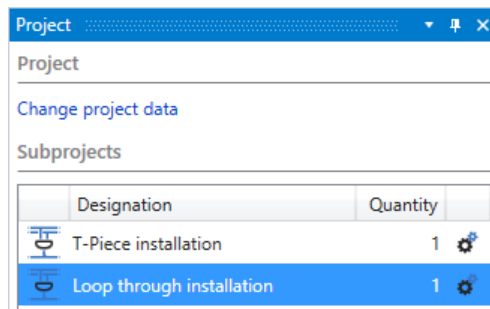 Project
Project
Change project data
Subprojects
Designation Quantity
T-Piece installation 1
Loop through installation 1